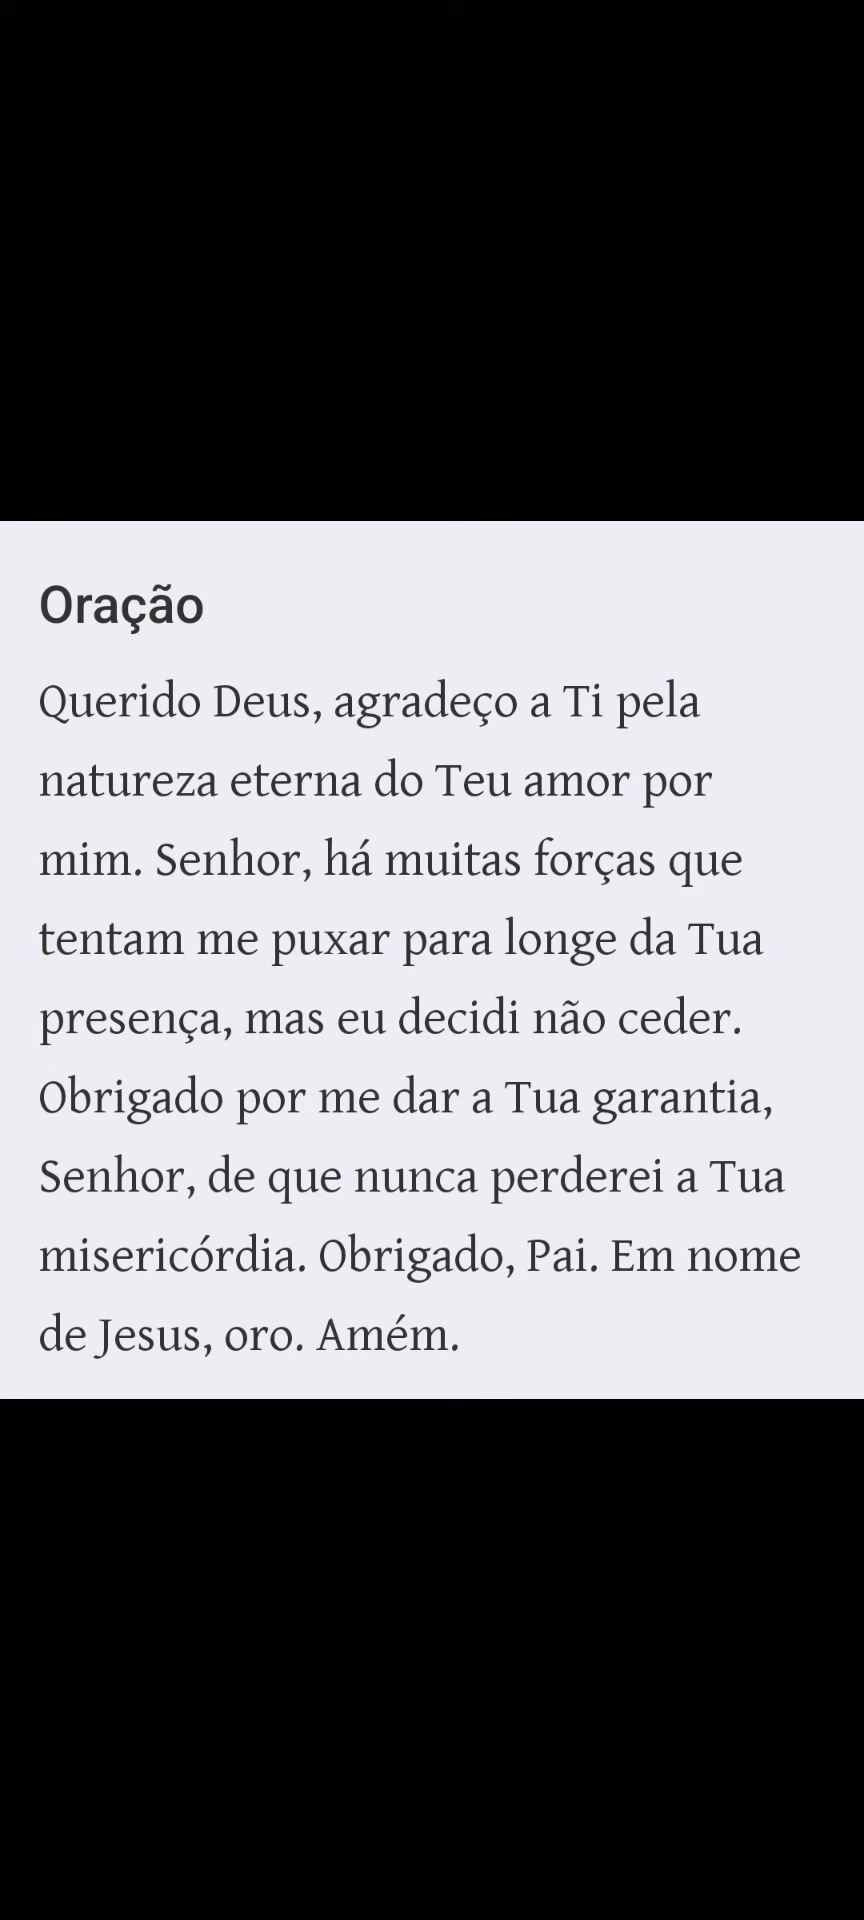 Oração
Querido Deus, agradeço a Ti pela
natureza eterna do Teu amor por
mim. Senhor, há muitas forças que
tentam me puxar para longe da Tua
presença, mas eu decidi não ceder.
Obrigado por me dar a Tua garantia,
Senhor, de que nunca perderei a Tua
misericórdia. Obrigado, Pai. Em nome
de Jesus, oro. Amém.